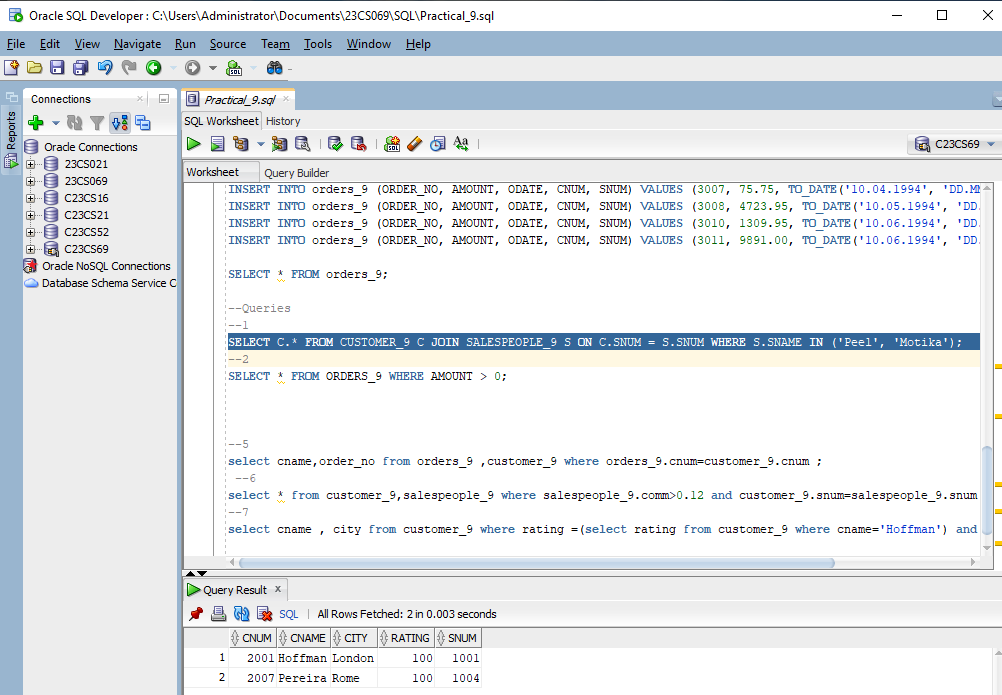 Oracle SQL Developer : C:\Users\Administrator\Documents\23CS069\SQL\Practical_9.sql
File Edit View Navigate Run Source Team Tools Window Help
Reports
Connections
Oracle Connections
23CS021
23CS069
C23CS16
C23CS21
C23CS52
C23CS69
Oracle NoSQL Connections
Database Schema Service C
Practical_9.sql
SQL Worksheet History
C23CS69
Worksheet Query Builder
INSERT INTO orders_9 (ORDER_NO, AMOUNT, ODATE, CNUM, SNUM) VALUES (3007, 75.75, TO_DATE('10.04.1994', 'DD.MM
INSERT INTO orders_9 (ORDER_NO, AMOUNT, ODATE, CNUM, SNUM) VALUES (3008, 4723.95, TO_DATE('10.05.1994', 'DD.
INSERT INTO orders_9 (ORDER_NO, AMOUNT, ODATE, CNUM, SNUM) VALUES (3010, 1309.95, TO_DATE('10.06.1994', 'DD.
INSERT INTO orders_9 (ORDER_NO, AMOUNT, ODATE, CNUM, SNUM) VALUES (3011, 9891.00, TO_DATE('10.06.1994', 'DD.
SELECT * FROM orders_9;
--Queries
--1
SELECT C.* FROM CUSTOMER_9 C JOIN SALESPEOPLE_9 S ON C.SNUM = S.SNUM WHERE S.SNAME IN ('Peel', 'Motika');
--2
SELECT * FROM ORDERS_9 WHERE AMOUNT > 0;
--5
select cname,order_no from orders_9 ,customer_9 where orders_9.cnum=customer_9.cnum ;
--6
select * from customer_9,salespeople_9 where salespeople_9.comm>0.12 and customer_9.snum=salespeople_9.snum
--7
select cname , city from customer_9 where rating =(select rating from customer_9 where cname='Hoffman') and
Query Result
SQL All Rows Fetched: 2 in 0.003 seconds
CNUM CNAME CITY RATING SNUM
1 2001 Hoffman London 100 1001
2 2007 Pereira Rome 100 1004